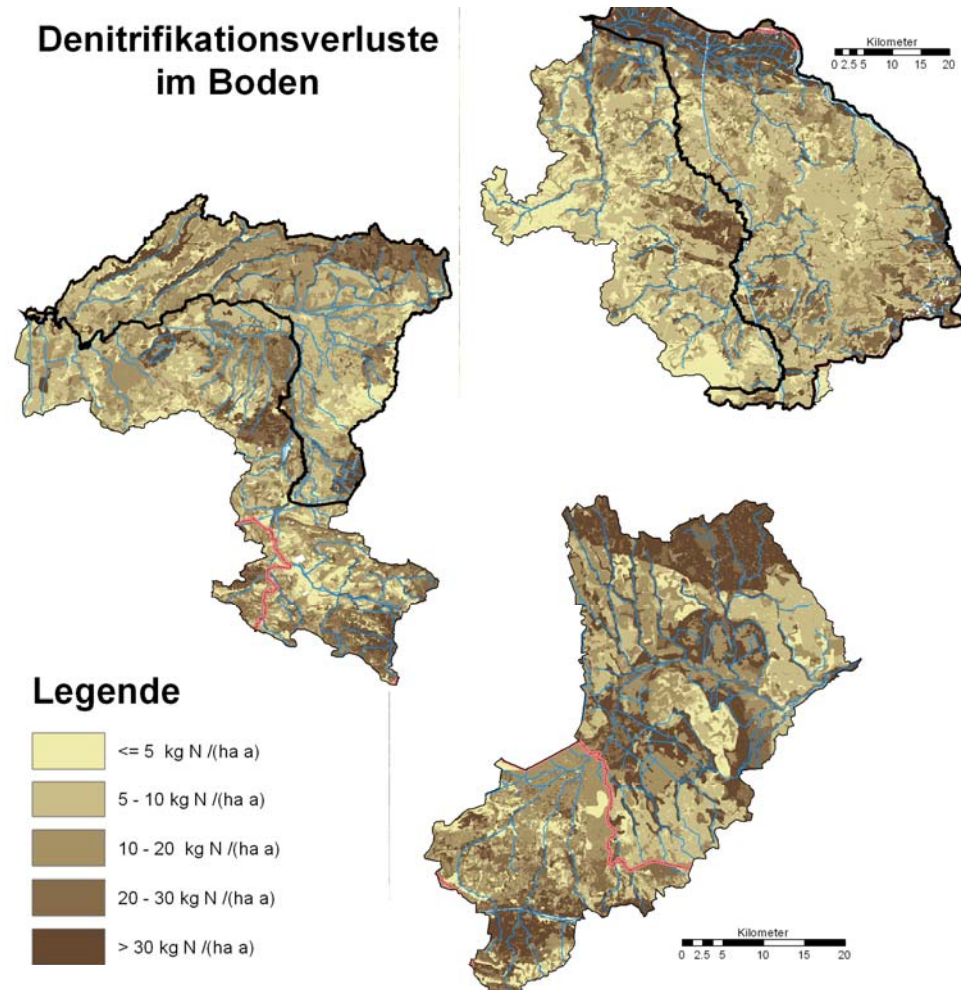 Denitrifikationsverluste
im Boden
Kilometer
0 2.5 5 10 15 20
Legende
<= 5 kg N /(ha a)
5 - 10 kg N /(ha a)
10 - 20 kg N /(ha a)
20 - 30 kg N /(ha a)
> 30 kg N /(ha a)
Kilometer
0 2.5 5 10 15 20